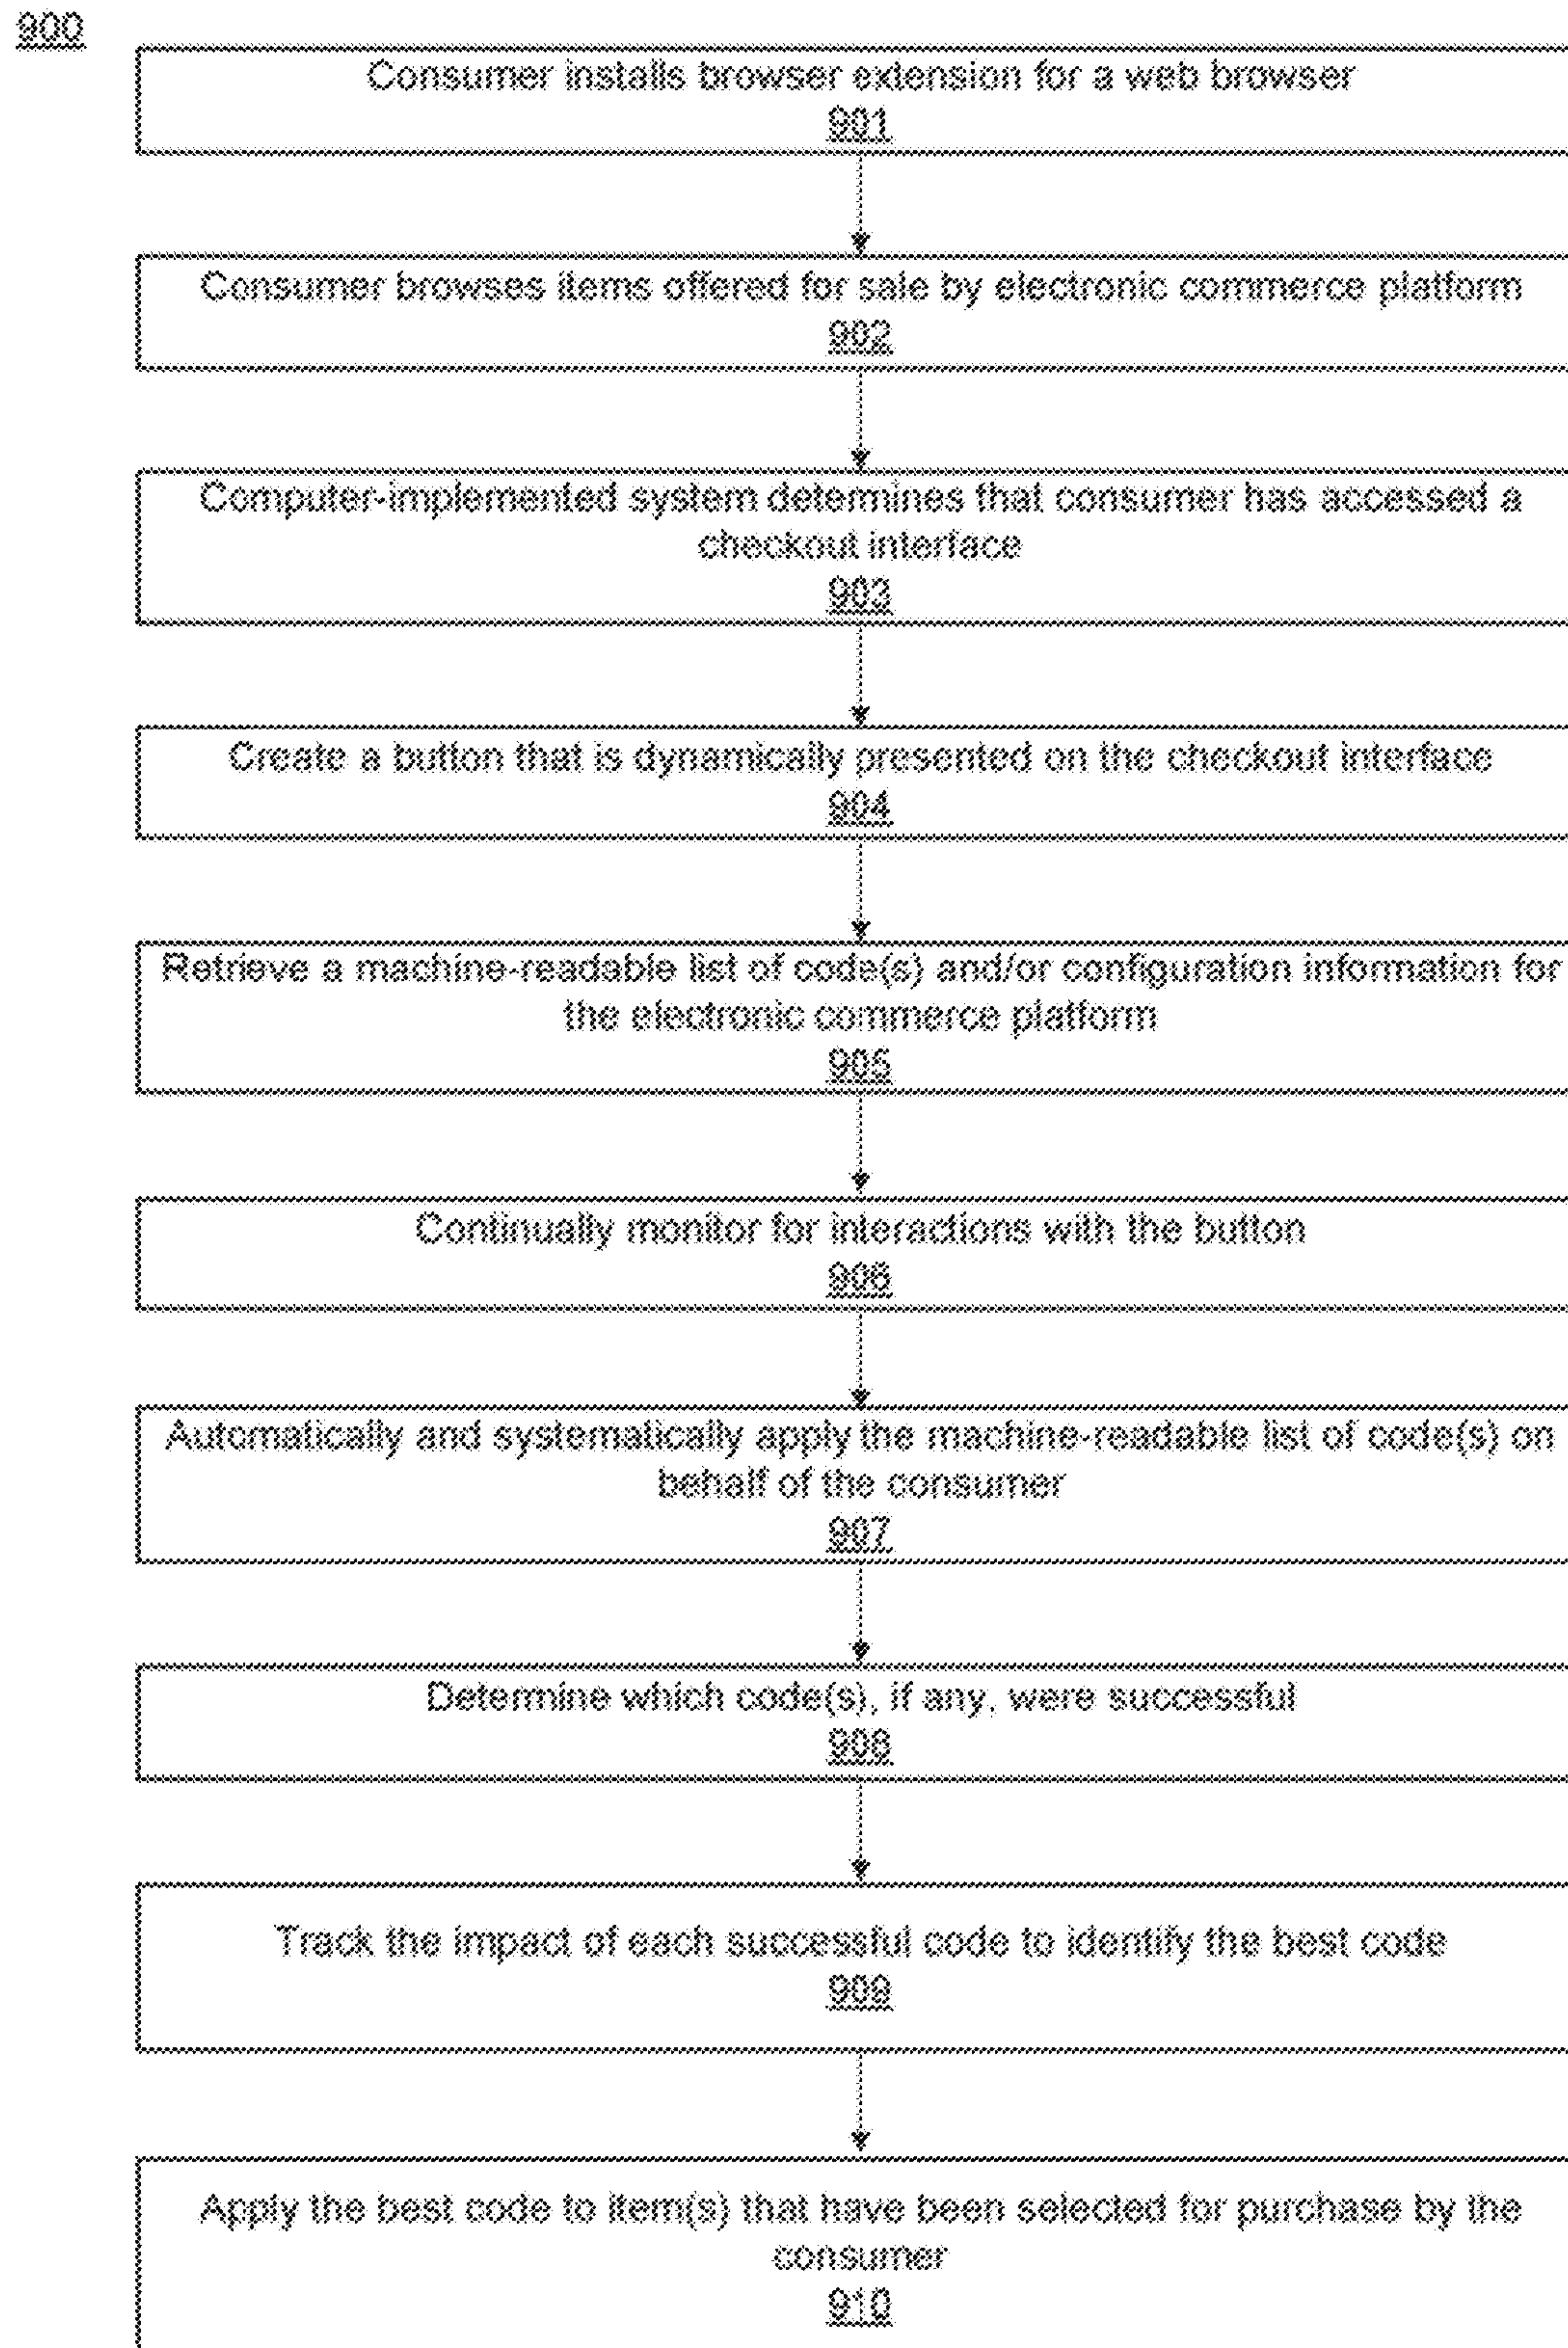 900
Consumer installs browser extension for a web browser
901
Consumer browses items offered for sale by electronic commerce platform
902
Computer-implemented system determines that consumer has accessed a
checkout interface
903
Create a button that is dynamically presented on the checkout interface
904
Retrieve a machine-readable list of code(s) and/or configuration information for
the electronic commerce platform
905
Continually monitor for interactions with the button
906
Automatically and systematically apply the machine-readable list of code(s) on
behalf of the consumer
907
Determine which code(s), if any, were successful
908
Track the impact of each successful code to identify the best code
909
Apply the best code to item(s) that have been selected for purchase by the
consumer
910